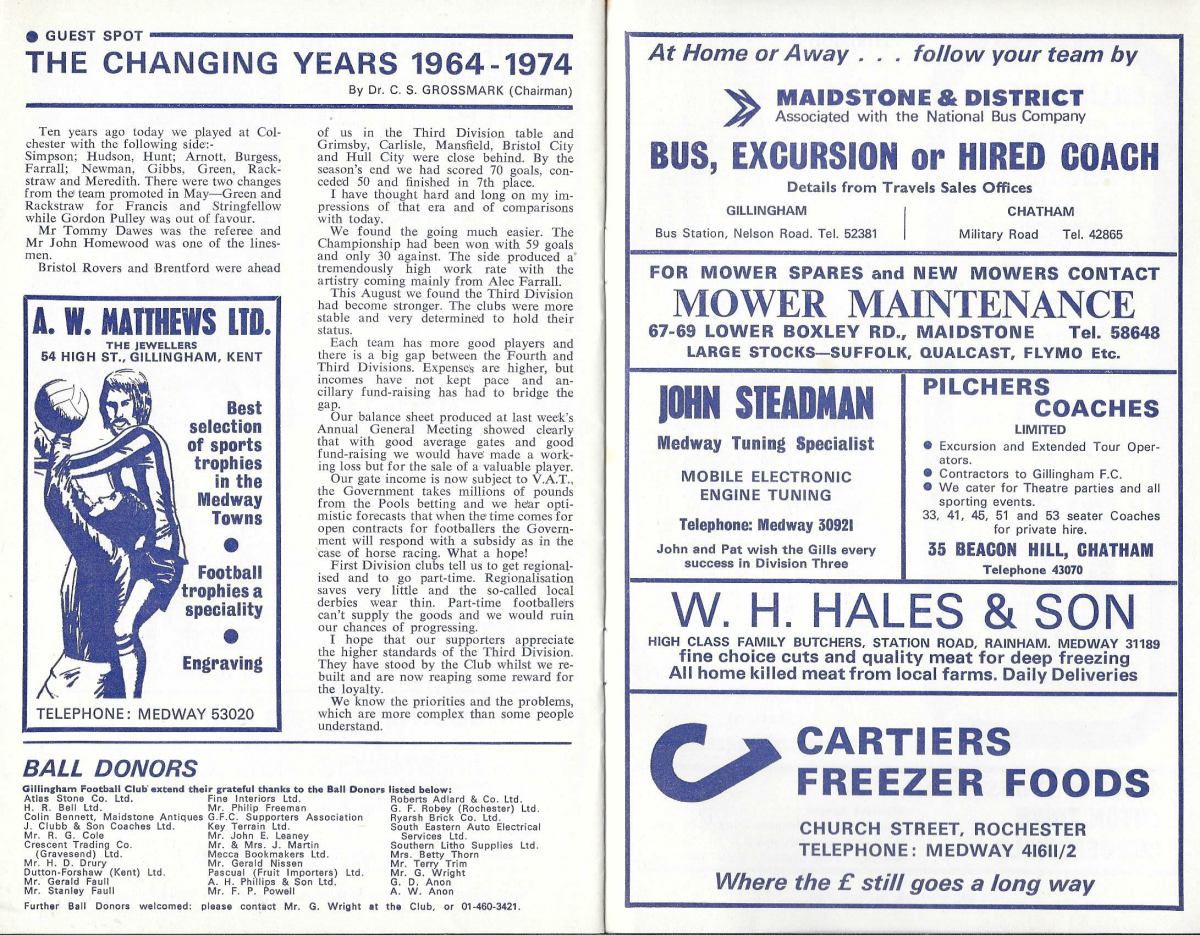 GUEST SPOT
THE CHANGING YEARS 1964-1974
By Dr. C. S. GROSSMARK (Chairman)
Ten years ago today we played at Col-
chester with the following side:-
Simpson; Hudson, Hunt; Arnott, Burgess,
Farrall; Newman, Gibbs, Green, Rack-
straw and Meredith. There were two changes
from the team promoted in May—Green and
Rackstraw for Francis and Stringfellow
while Gordon Pulley was out of favour.
Mr Tommy Dawes was the referee and
Mr John Homewood was one of the lines-
men.
Bristol Rovers and Brentford were ahead
of us in the Third Division table and
Grimsby, Carlisle, Mansfield, Bristol City
and Hull City were close behind. By the
season's end we had scored 70 goals, con-
ceded 50 and finished in 7th place.
I have thought hard and long on my im-
pressions of that era and of comparisons
with today.
We found the going much easier. The
Championship had been won with 59 goals
and only 30 against. The side produced a
tremendously high work rate with the
artistry coming mainly from Alec Farrall.
This August we found the Third Division
had become stronger. The clubs were more
stable and very determined to hold their
status.
Each team has more good players and
there is a big gap between the Fourth and
Third Divisions. Expenses are higher, but
incomes have not kept pace and an-
cillary fund-raising has had to bridge the
gap.
Our balance sheet produced at last week's
Annual General Meeting showed clearly
that with good average gates and good
fund-raising we would have made a work-
ing loss but for the sale of a valuable player.
Our gate income is now subject to V.A.T.,
the Government takes millions of pounds
from the Pools betting and we hear opti-
mistic forecasts that when the time comes for
open contracts for footballers the Govern-
ment will respond with a subsidy as in the
case of horse racing. What a hope!
First Division clubs tell us to get regional-
ised and to go part-time. Regionalisation
saves very little and the so-called local
derbies wear thin. Part-time footballers
can't supply the goods and we would ruin
our chances of progressing.
I hope that our supporters appreciate
the higher standards of the Third Division.
They have stood by the Club whilst we re-
built and are now reaping some reward for
the loyalty.
We know the priorities and the problems,
which are more complex than some people
understand.
A. W. MATTHEWS LTD.
THE JEWELLERS
54 HIGH ST., GILLINGHAM, KENT
Best
selection
of sports
trophies
in the
Medway
Towns
Football
trophies a
speciality
Engraving
TELEPHONE: MEDWAY 53020
BALL DONORS
Gillingham Football Club extend their grateful thanks to the Ball Donors listed below:
Atlas Stone Co. Ltd.
H. R. Bell Ltd.
Colin Bennett, Maidstone Antiques
J. Clubb & Son Coaches Ltd.
Mr. R. G. Cole
Crescent Trading Co.
(Gravesend) Ltd.
Mr. H. D. Drury
Dutton-Forshaw (Kent) Ltd.
Mr. Gerald Faull
Mr. Stanley Faull
Fine Interiors Ltd.
Mr. Philip Freeman
G.F.C. Supporters Association
Key Terrain Ltd.
Mr. John E. Leaney
Mr. & Mrs. J. Martin
Mecca Bookmakers Ltd.
Mr. Gerald Nissen
Pascual (Fruit Importers) Ltd.
A. H. Phillips & Son Ltd.
Mr. F. P. Powell
Roberts Adlard & Co. Ltd.
G. F. Robey (Rochester) Ltd.
Ryarsh Brick Co. Ltd.
South Eastern Auto Electrical
Services Ltd.
Southern Litho Supplies Ltd.
Mrs. Betty Thorn
Mr. Terry Trim
Mr. G. Wright
G. D. Anon
A. W. Anon
Further Ball Donors welcomed: please contact Mr. G. Wright at the Club, or 01-460-3421.
At Home or Away . . . follow your team by
MAIDSTONE & DISTRICT
Associated with the National Bus Company
BUS, EXCURSION or HIRED COACH
Details from Travels Sales Offices
GILLINGHAM
Bus Station, Nelson Road. Tel. 52381
CHATHAM
Military Road Tel. 42865
FOR MOWER SPARES and NEW MOWERS CONTACT
MOWER MAINTENANCE
67-69 LOWER BOXLEY RD., MAIDSTONE Tel. 58648
LARGE STOCKS—SUFFOLK, QUALCAST, FLYMO Etc.
JOHN STEADMAN
Medway Tuning Specialist
MOBILE ELECTRONIC
ENGINE TUNING
Telephone: Medway 30921
John and Pat wish the Gills every
success in Division Three
PILCHERS
COACHES
LIMITED
Excursion and Extended Tour Oper-
ators.
Contractors to Gillingham F.C.
We cater for Theatre parties and all
sporting events.
33, 41, 45, 51 and 53 seater Coaches
for private hire.
35 BEACON HILL, CHATHAM
Telephone 43070
W. H. HALES & SON
HIGH CLASS FAMILY BUTCHERS, STATION ROAD, RAINHAM. MEDWAY 31189
fine choice cuts and quality meat for deep freezing
All home killed meat from local farms. Daily Deliveries
CARTIERS
FREEZER FOODS
CHURCH STREET, ROCHESTER
TELEPHONE: MEDWAY 41611/2
Where the £ still goes a long way